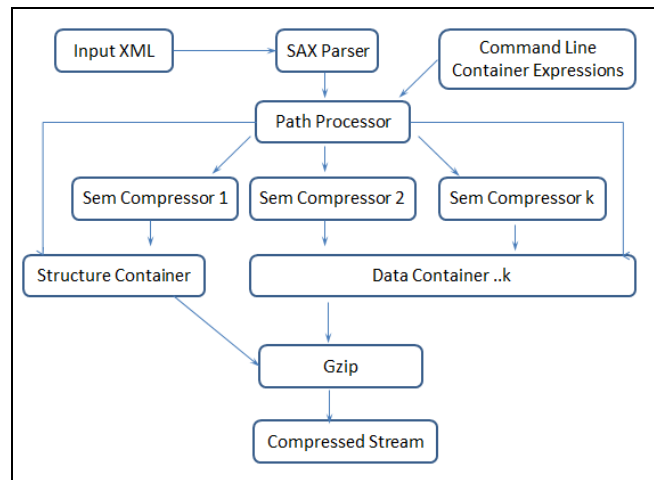 Input XML
SAX Parser
Command Line
Container Expressions
Path Processor
Sem Compressor 1
Sem Compressor 2
Sem Compressor k
Structure Container
Data Container ..k
Gzip
Compressed Stream